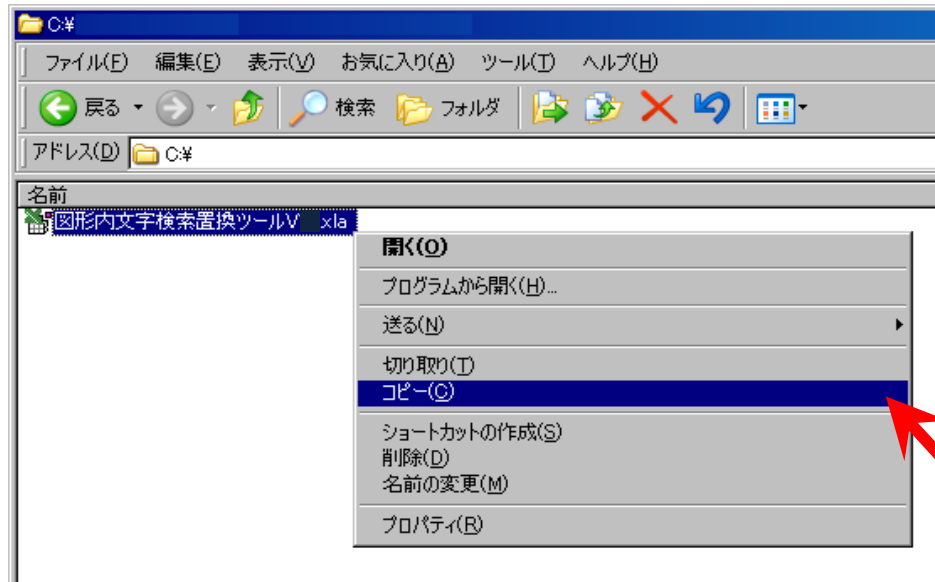 C:¥
ファイル(F) 編集(E) 表示(V) お気に入り(A) ツール(T) ヘルプ(H)
戻る 検索 フォルダ
アドレス(D) C:¥
名前
図形内文字検索置換ツールV xla
開く(O)
プログラムから開く(H)...
送る(N)
切り取り(T)
コピー(C)
ショートカットの作成(S)
削除(D)
名前の変更(M)
プロパティ(R)